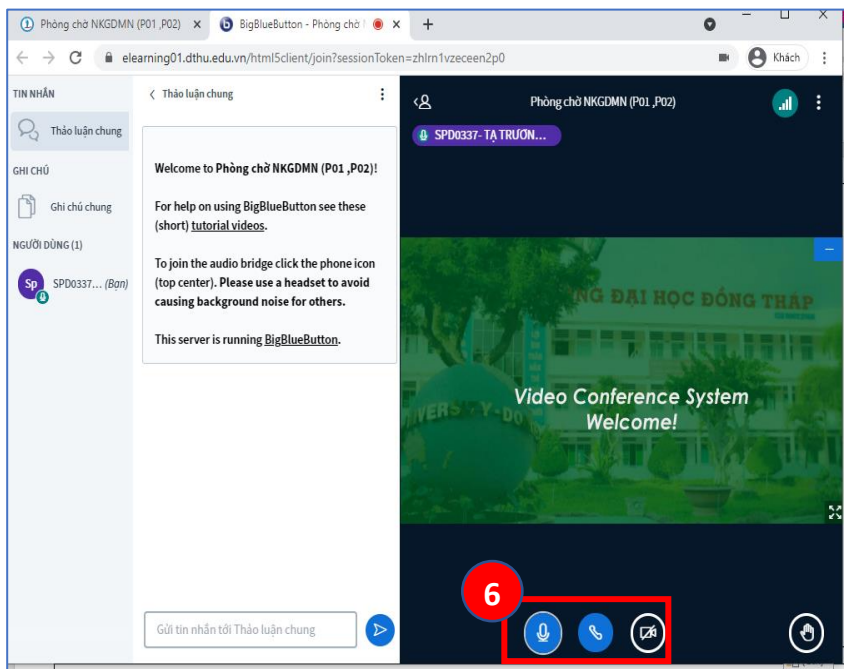 Phòng chờ NKGDMN (P01 ,P02)
BigBlueButton - Phòng chờ
elearning01.dthu.edu.vn/html5client/join?sessionToken=zhlrn1vzeceen2p0
Khách
TIN NHẮN
Thảo luận chung
GHI CHÚ
Ghi chú chung
NGƯỜI DÙNG (1)
Sp
SPD0337... (Bạn)
Thảo luận chung
Welcome to Phòng chờ NKGDMN (P01 ,P02)!
For help on using BigBlueButton see these
(short) tutorial videos.
To join the audio bridge click the phone icon
(top center). Please use a headset to avoid
causing background noise for others.
This server is running BigBlueButton.
Gửi tin nhắn tới Thảo luận chung
Phòng chờ NKGDMN (P01 ,P02)
SPD0337- TẠ TRƯƠN...
NG ĐẠI HỌC ĐỒNG THÁP
Video Conference System
Welcome!
6